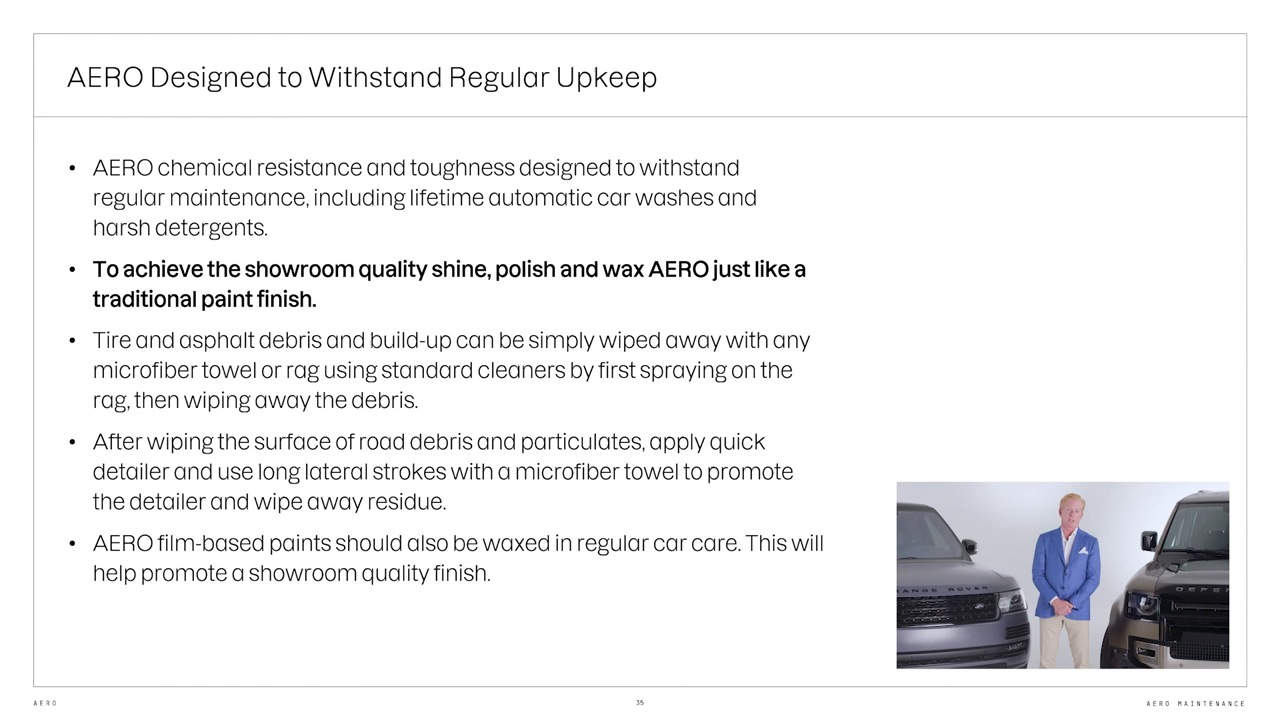 AERO Designed to Withstand Regular Upkeep
• AERO chemical resistance and toughness designed to withstand
regular maintenance, including lifetime automatic car washes and
harsh detergents.
• To achieve the showroom quality shine, polish and wax AERO just like a
traditional paint finish.
• Tire and asphalt debris and build-up can be simply wiped away with any
microfiber towel or rag using standard cleaners by first spraying on the
rag, then wiping away the debris.
• After wiping the surface of road debris and particulates, apply quick
detailer and use long lateral strokes with a microfiber towel to promote
the detailer and wipe away residue.
• AERO film-based paints should also be waxed in regular car care. This will
help promote a showroom quality finish.
ANGE ROVER
DEFEN
AERO
35
AERO MAINTENANCE